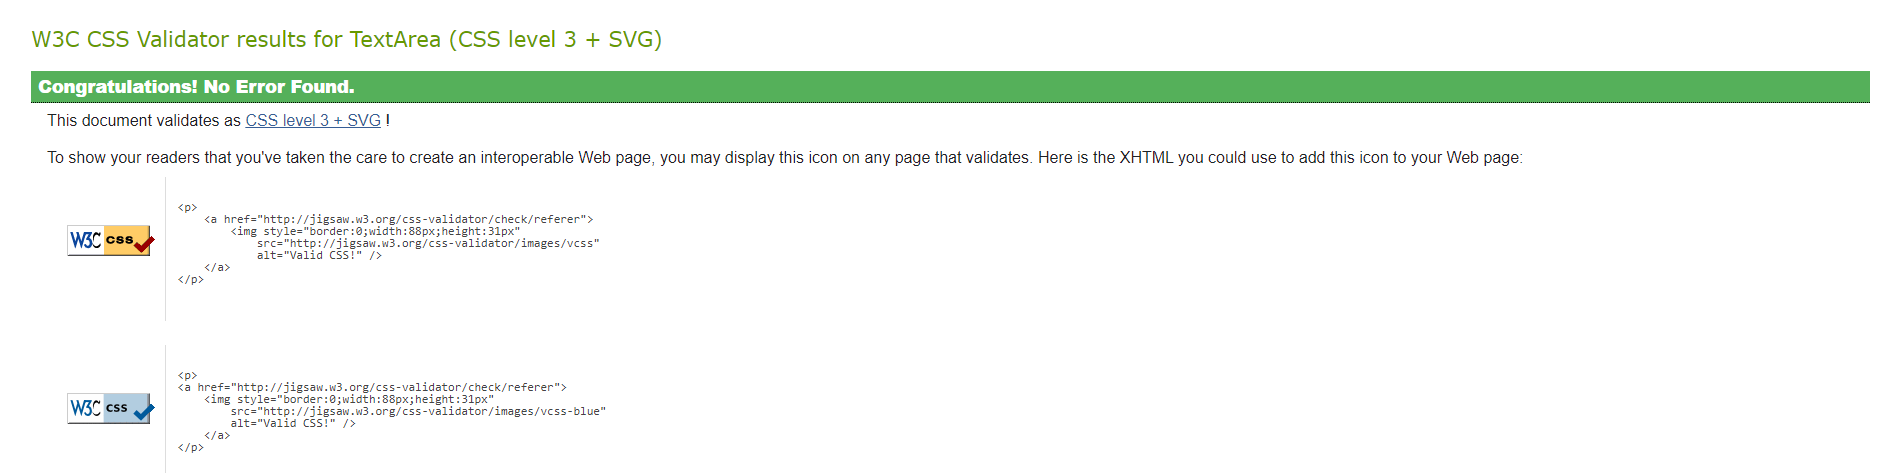 W3C CSS Validator results for TextArea (CSS level 3 + SVG)
Congratulations! No Error Found.
This document validates as CSS level 3 + SVG !
To show your readers that you've taken the care to create an interoperable Web page, you may display this icon on any page that validates. Here is the XHTML you could use to add this icon to your Web page:
W3C css
<p>
    <a href="http://jigsaw.w3.org/css-validator/check/referer">
        <img style="border:0;width:88px;height:31px"
            src="http://jigsaw.w3.org/css-validator/images/vcss"
            alt="Valid CSS!" />
    </a>
</p>
W3C css
<p>
<a href="http://jigsaw.w3.org/css-validator/check/referer">
    <img style="border:0;width:88px;height:31px"
        src="http://jigsaw.w3.org/css-validator/images/vcss-blue"
        alt="Valid CSS!" />
    </a>
</p>